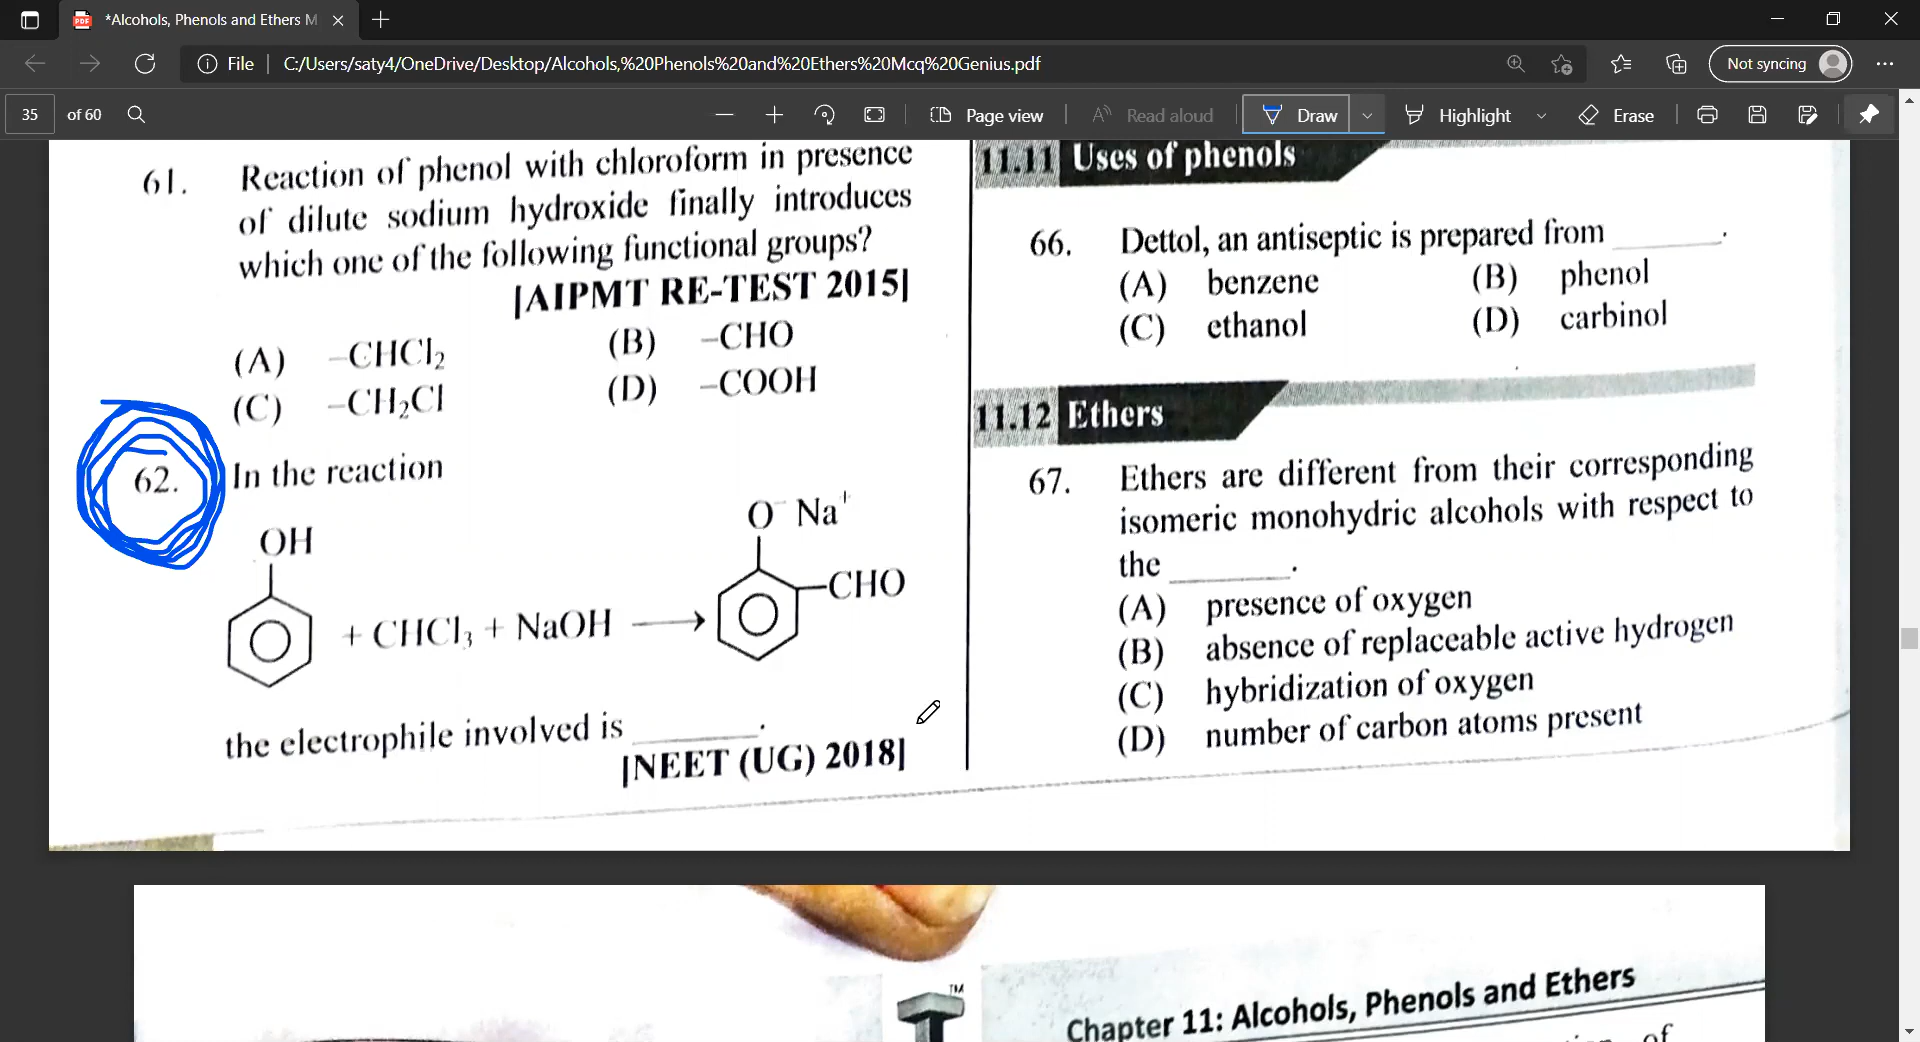 *Alcohols, Phenols and Ethers M
File
C:/Users/saty4/OneDrive/Desktop/Alcohols,%20Phenols%20and%20Ethers%20Mcq%20Genius.pdf
Not syncing
35 of 60
Page view
Read aloud
Draw
Highlight
Erase
61. Reaction of phenol with chloroform in presence
of dilute sodium hydroxide finally introduces
which one of the following functional groups?
[AIPMT RE-TEST 2015]
(A) –CHCl₂ (B) –CHO
(C) –CH₂Cl (D) –COOH
62. In the reaction
OH
+ CHCl₃ + NaOH ⟶
O⁻ Na⁺
–CHO
the electrophile involved is ______.
[NEET (UG) 2018]
11.11 Uses of phenols
66. Dettol, an antiseptic is prepared from ______.
(A) benzene (B) phenol
(C) ethanol (D) carbinol
11.12 Ethers
67. Ethers are different from their corresponding
isomeric monohydric alcohols with respect to
the ______.
(A) presence of oxygen
(B) absence of replaceable active hydrogen
(C) hybridization of oxygen
(D) number of carbon atoms present
TM
Chapter 11: Alcohols, Phenols and Ethers
of